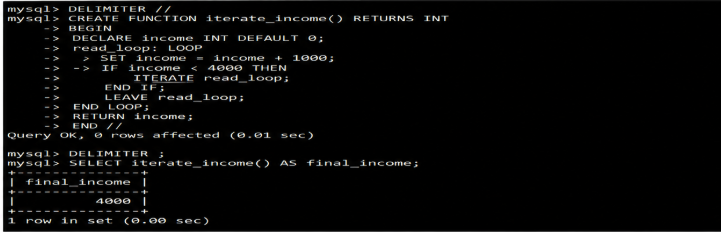 mysql> DELIMITER //
mysql> CREATE FUNCTION iterate_income() RETURNS INT
    -> BEGIN
    -> DECLARE income INT DEFAULT 0;
    -> read_loop: LOOP
    ->  > SET income = income + 1000;
    -> -> IF income < 4000 THEN
    ->         ITERATE read_loop;
    ->     END IF;
    ->     LEAVE read_loop;
    -> END LOOP;
    -> RETURN income;
    -> END //
Query OK, 0 rows affected (0.01 sec)
mysql> DELIMITER ;
mysql> SELECT iterate_income() AS final_income;
+--------------+
| final_income |
+--------------+
|         4000 |
+--------------+
1 row in set (0.00 sec)